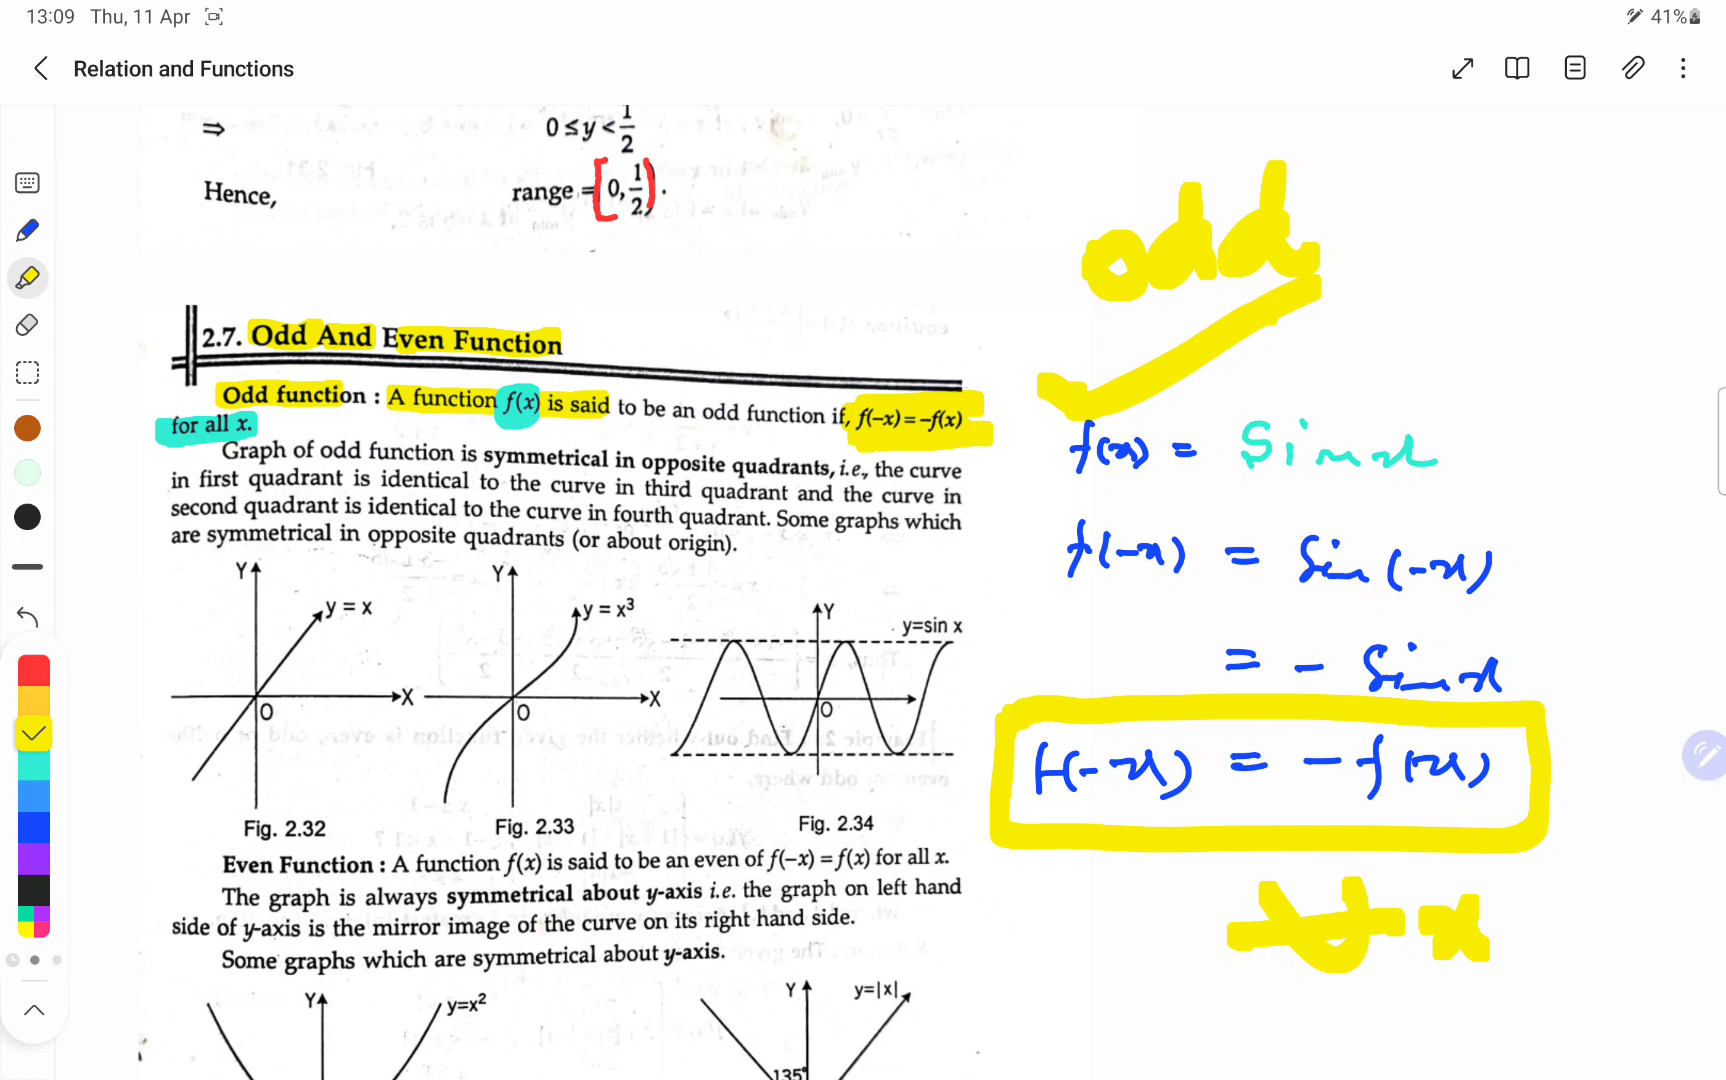 13:09 Thu, 11 Apr
41%
Relation and Functions
⇒ 0 ≤ y < 1/2
Hence, range = [0, 1/2).
2.7. Odd And Even Function
Odd function : A function f(x) is said to be an odd function if, f(−x) = −f(x)
for all x.
Graph of odd function is symmetrical in opposite quadrants, i.e., the curve
in first quadrant is identical to the curve in third quadrant and the curve in
second quadrant is identical to the curve in fourth quadrant. Some graphs which
are symmetrical in opposite quadrants (or about origin).
Y y = x X O
Fig. 2.32
Y y = x³ X O
Fig. 2.33
Y y=sin x O
Fig. 2.34
Even Function : A function f(x) is said to be an even of f(−x) = f(x) for all x.
The graph is always symmetrical about y-axis i.e. the graph on left hand
side of y-axis is the mirror image of the curve on its right hand side.
Some graphs which are symmetrical about y-axis.
Y y=x²
Y y=|x|
135°
odd
f(x) = Sin x
f(-x) = Sin (-x)
= - Sin x
f(-x) = - f(x)
∀ x